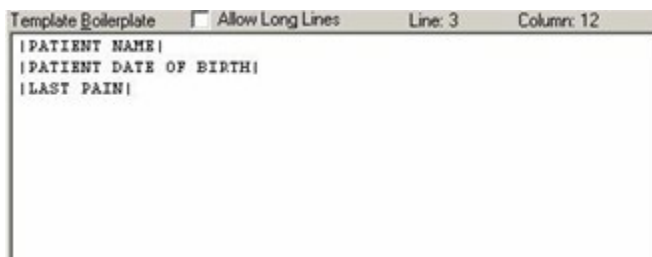 Template Boilerplate Allow Long Lines Line: 3 Column: 12
|PATIENT NAME|
|PATIENT DATE OF BIRTH|
|LAST PAIN|